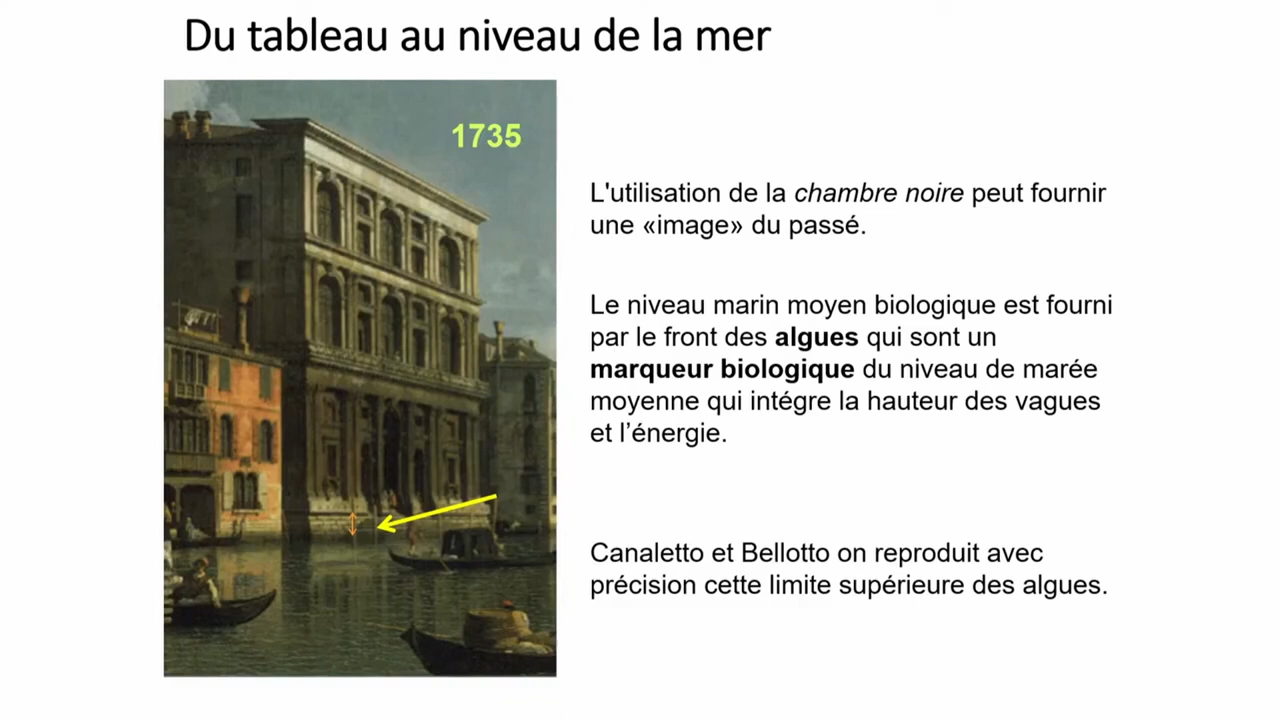 Du tableau au niveau de la mer
1735
L'utilisation de la chambre noire peut fournir
une «image» du passé.
Le niveau marin moyen biologique est fourni
par le front des algues qui sont un
marqueur biologique du niveau de marée
moyenne qui intégre la hauteur des vagues
et l’énergie.
Canaletto et Bellotto on reproduit avec
précision cette limite supérieure des algues.